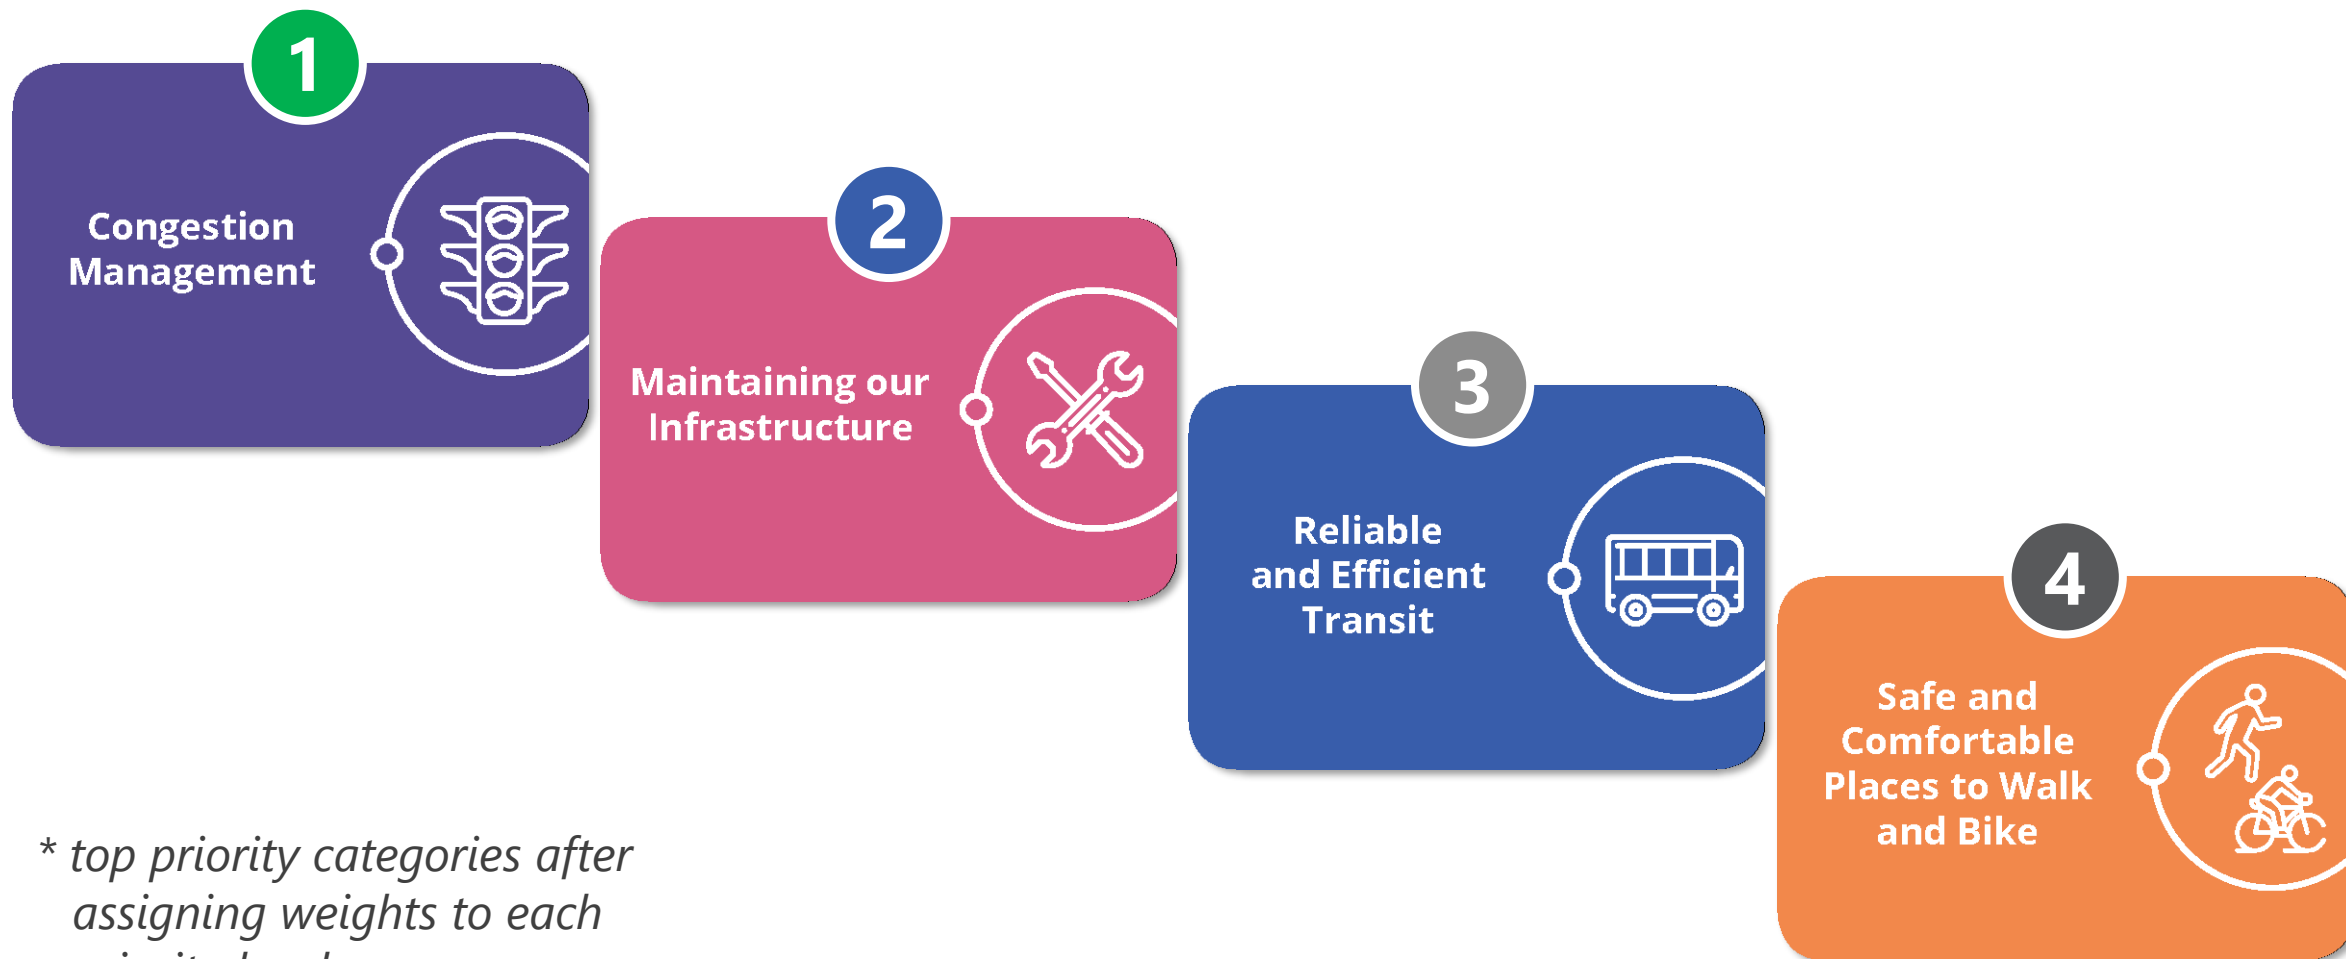 1
Congestion
Management
2
Maintaining our
Infrastructure
3
Reliable
and Efficient
Transit
4
Safe and
Comfortable
Places to Walk
and Bike
* top priority categories after
assigning weights to each